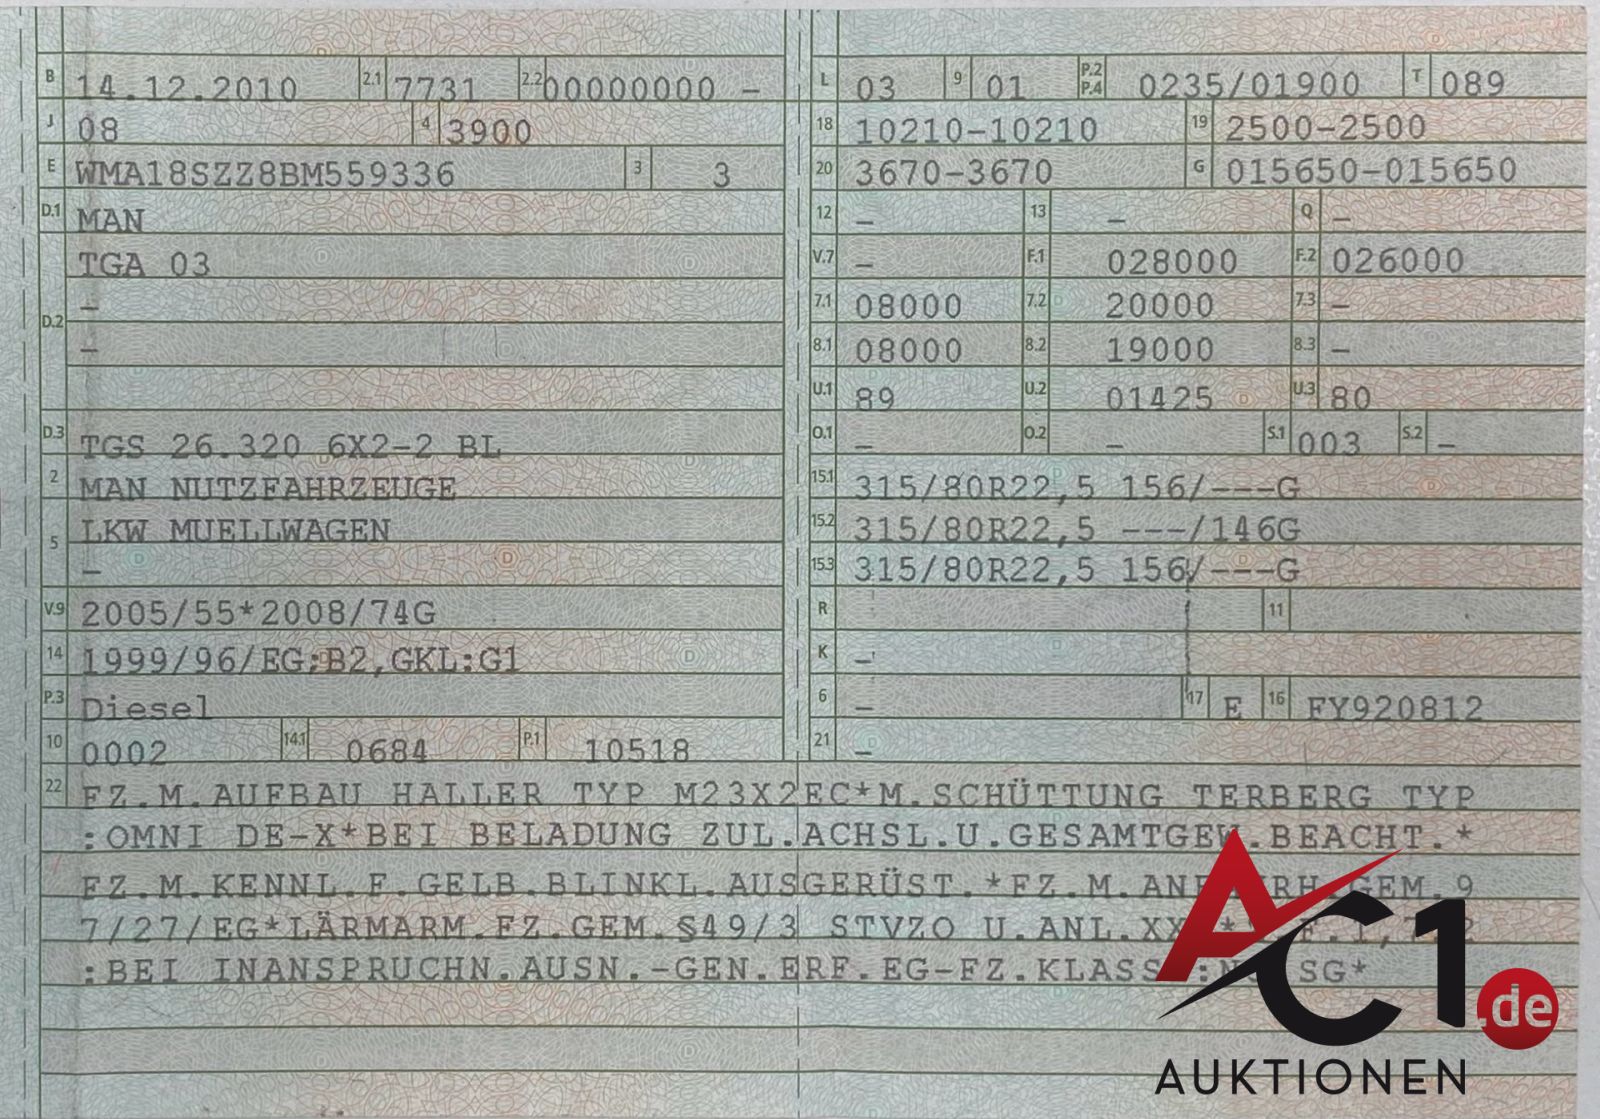 B 14.12.2010 2.1 7731 2.2 00000000 –
J 08 4 3900
E WMA18SZZ8BM559336 3 3
D.1 MAN
TGA 03
–
D.2
–
D.3 TGS 26.320 6X2-2 BL
2 MAN NUTZFAHRZEUGE
LKW MUELLWAGEN
5
–
V.9 2005/55*2008/74G
14 1999/96/EG;B2,GKL:G1
P.3 Diesel
10 0002 14.1 0684 P.1 10518
L 03 9 01 P.2 P.4 0235/01900 T 089
18 10210-10210 19 2500-2500
20 3670-3670 G 015650-015650
12 – 13 – Q –
V.7 – F.1 028000 F.2 026000
7.1 08000 7.2 20000 7.3 –
8.1 08000 8.2 19000 8.3 –
U.1 89 U.2 01425 U.3 80
O.1 – O.2 – S.1 003 S.2 –
15.1 315/80R22,5 156/---G
15.2 315/80R22,5 ---/146G
15.3 315/80R22,5 156/---G
R 11
K –
6 – 17 E 16 FY920812
21 –
22 FZ.M.AUFBAU HALLER TYP M23X2EC*M.SCHÜTTUNG TERBERG TYP
:OMNI DE-X*BEI BELADUNG ZUL.ACHSL.U.GESAMTGEW.BEACHT.*
FZ.M.KENNL.F.GELB.BLINKL.AUSGERÜST.*FZ.M. GEM.9
7/27/EG*LÄRMARM.FZ.GEM.§49/3 STVZO U.ANL.
:BEI INANSPRUCHN.AUSN.-GEN.ERF.EG-FZ.KLASS SG*
AC1.de
AUKTIONEN